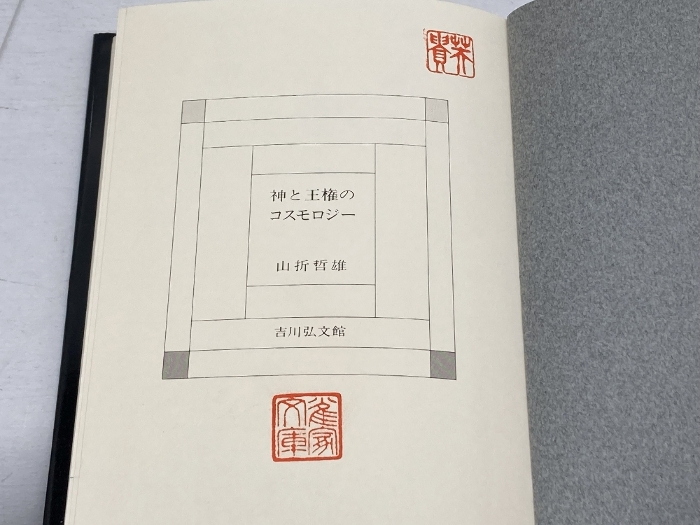 神と王権の
コスモロジー
山折哲雄
吉川弘文館